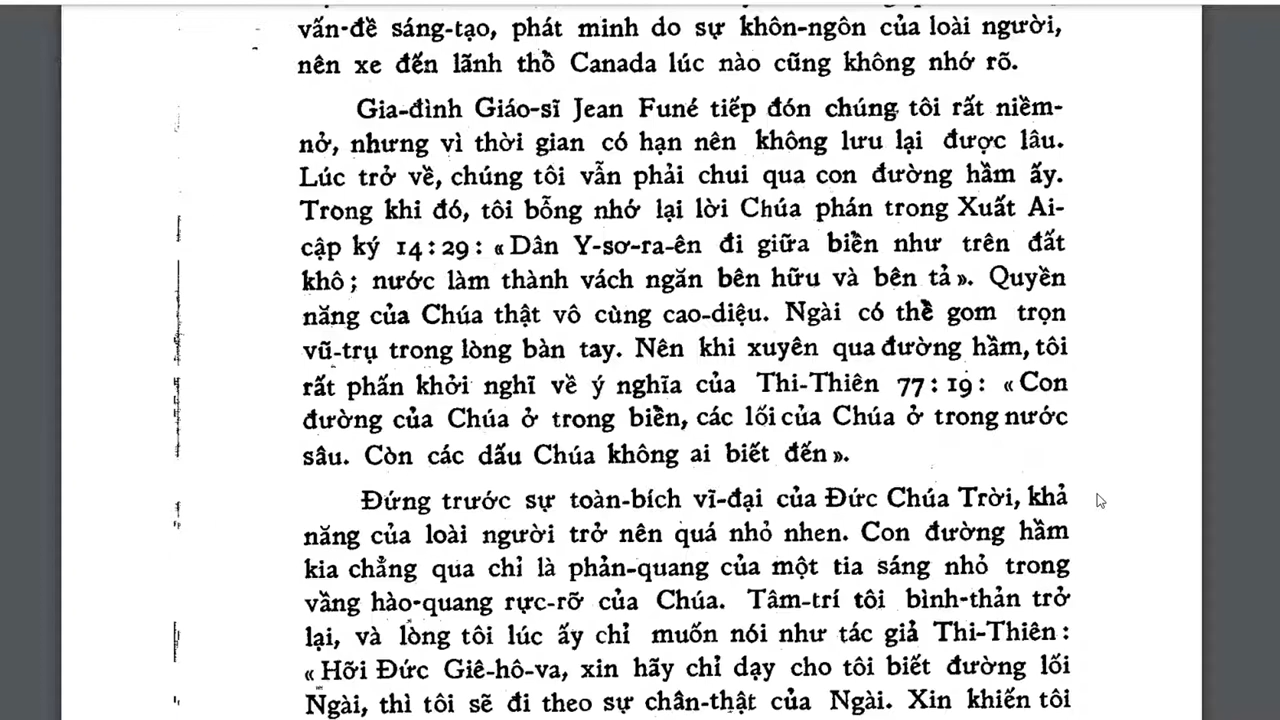 vấn-đề sáng-tạo, phát minh do sự khôn-ngôn của loài người,
nên xe đến lãnh thổ Canada lúc nào cũng không nhớ rõ.
Gia-đình Giáo-sĩ Jean Funé tiếp đón chúng tôi rất niềm-
nở, nhưng vì thời gian có hạn nên không lưu lại được lâu.
Lúc trở về, chúng tôi vẫn phải chui qua con đường hầm ấy.
Trong khi đó, tôi bỗng nhớ lại lời Chúa phán trong Xuất Ai-
cập ký 14:29: «Dân Y-sơ-ra-ên đi giữa biển như trên đất
khô; nước làm thành vách ngăn bên hữu và bên tả». Quyền
năng của Chúa thật vô cùng cao-diệu. Ngài có thể gom trọn
vũ-trụ trong lòng bàn tay. Nên khi xuyên qua đường hầm, tôi
rất phấn khởi nghĩ về ý nghĩa của Thi-Thiên 77:19: «Con
đường của Chúa ở trong biển, các lối của Chúa ở trong nước
sâu. Còn các dấu Chúa không ai biết đến».
Đứng trước sự toàn-bích vĩ-đại của Đức Chúa Trời, khả
năng của loài người trở nên quá nhỏ nhen. Con đường hầm
kia chẳng qua chỉ là phản-quang của một tia sáng nhỏ trong
vầng hào-quang rực-rỡ của Chúa. Tâm-trí tôi bình-thản trở
lại, và lòng tôi lúc ấy chỉ muốn nói như tác giả Thi-Thiên:
«Hỡi Đức Giê-hô-va, xin hãy chỉ dạy cho tôi biết đường lối
Ngài, thì tôi sẽ đi theo sự chân-thật của Ngài. Xin khiến tôi